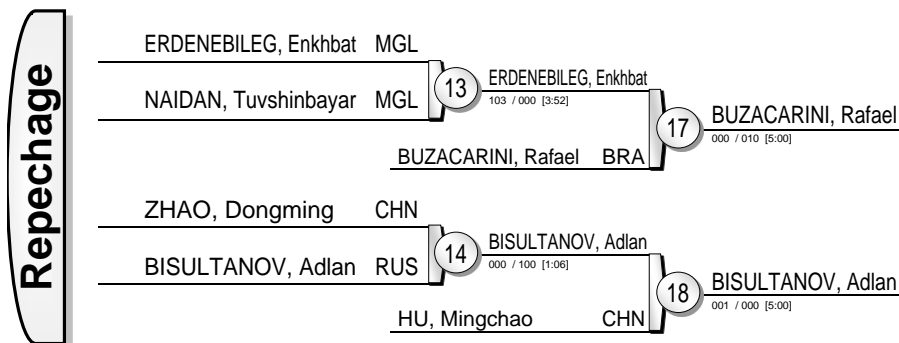 Repechage
ERDENEBILEG, Enkhbat MGL
NAIDAN, Tuvshinbayar MGL
13
ERDENEBILEG, Enkhbat
103 / 000 [3:52]
BUZACARINI, Rafael BRA
17
BUZACARINI, Rafael
000 / 010 [5:00]
ZHAO, Dongming CHN
BISULTANOV, Adlan RUS
14
BISULTANOV, Adlan
000 / 100 [1:06]
HU, Mingchao CHN
18
BISULTANOV, Adlan
001 / 000 [5:00]